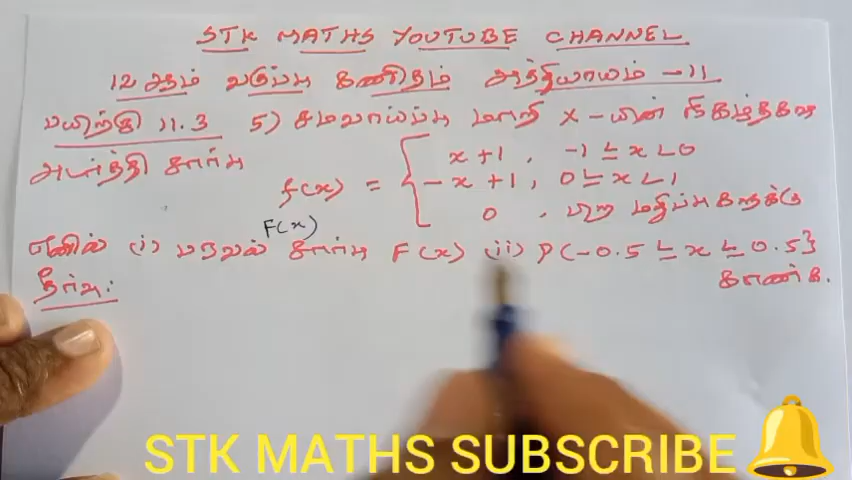 STK MATHS YOUTUBE CHANNEL
12 ஆம் வகுப்பு கணிதம் அத்தியாயம் -11
பயிற்சி 11.3 5) சமவாய்ப்பு மாறி X-யின் நிகழ்தகவு
அடர்த்தி சார்பு
f(x) = { x+1, -1 ≤ x < 0
-x+1, 0 ≤ x < 1
0, பிற மதிப்புகளுக்கு
F(x)
எனில் (i) பரவல் சார்பு F(x) (ii) P(-0.5 ≤ x ≤ 0.5}
காண்க.
தீர்வு:
STK MATHS SUBSCRIBE